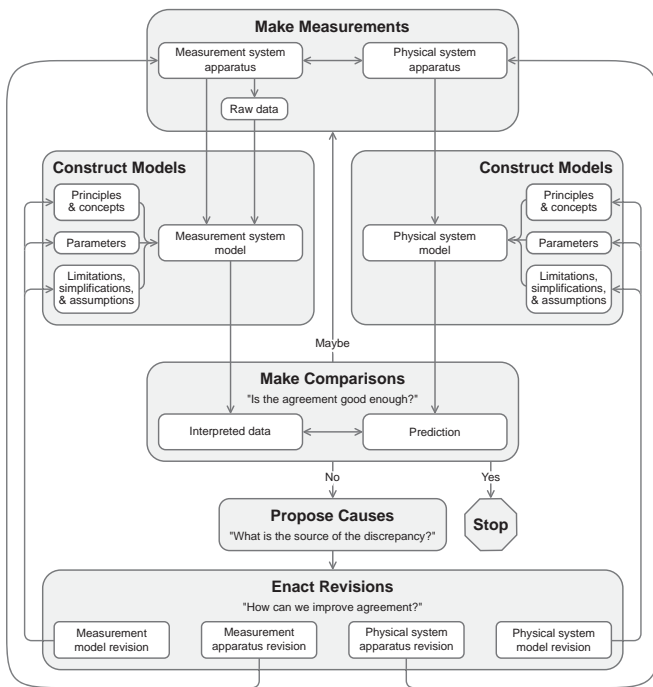 Make Measurements
Measurement system
apparatus
Physical system
apparatus
Raw data
Construct Models
Principles
& concepts
Parameters
Limitations,
simplifications,
& assumptions
Measurement system
model
Construct Models
Physical system
model
Principles
& concepts
Parameters
Limitations,
simplifications,
& assumptions
Maybe
Make Comparisons
"Is the agreement good enough?"
Interpreted data
Prediction
No
Yes
Propose Causes
"What is the source of the discrepancy?"
Stop
Enact Revisions
"How can we improve agreement?"
Measurement
model revision
Measurement
apparatus revision
Physical system
apparatus revision
Physical system
model revision